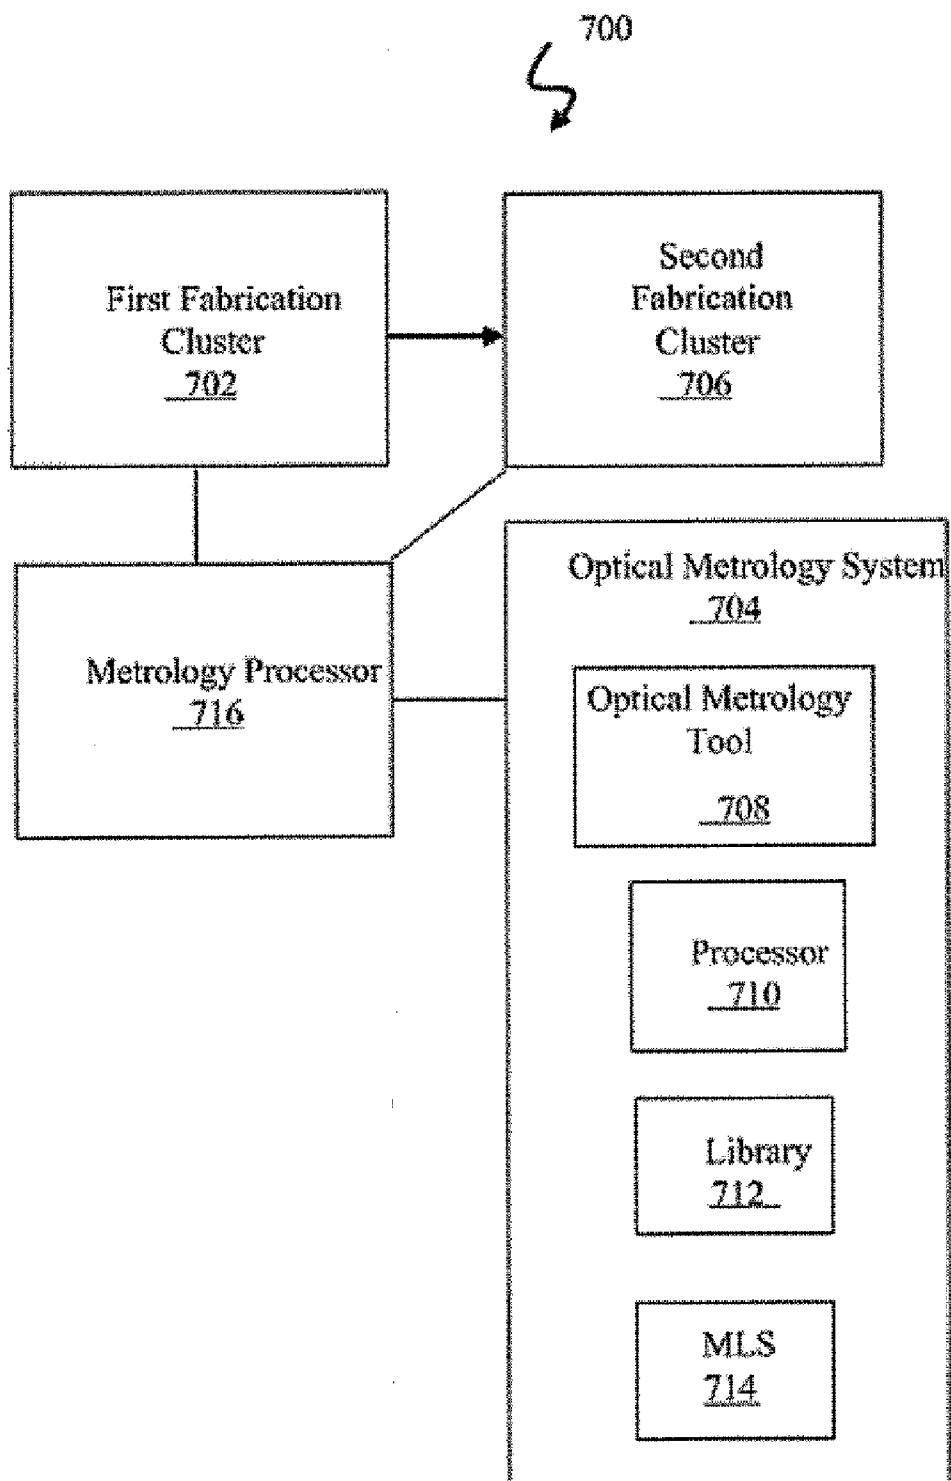 700
First Fabrication
Cluster
702
Second
Fabrication
Cluster
706
Metrology Processor
716
Optical Metrology System
704
Optical Metrology
Tool
708
Processor
710
Library
712
MLS
714